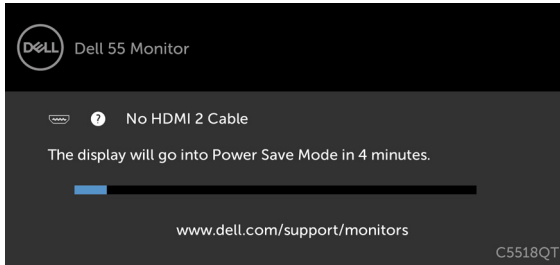 DELL
Dell 55 Monitor
? No HDMI 2 Cable
The display will go into Power Save Mode in 4 minutes.
www.dell.com/support/monitors
C5518QT